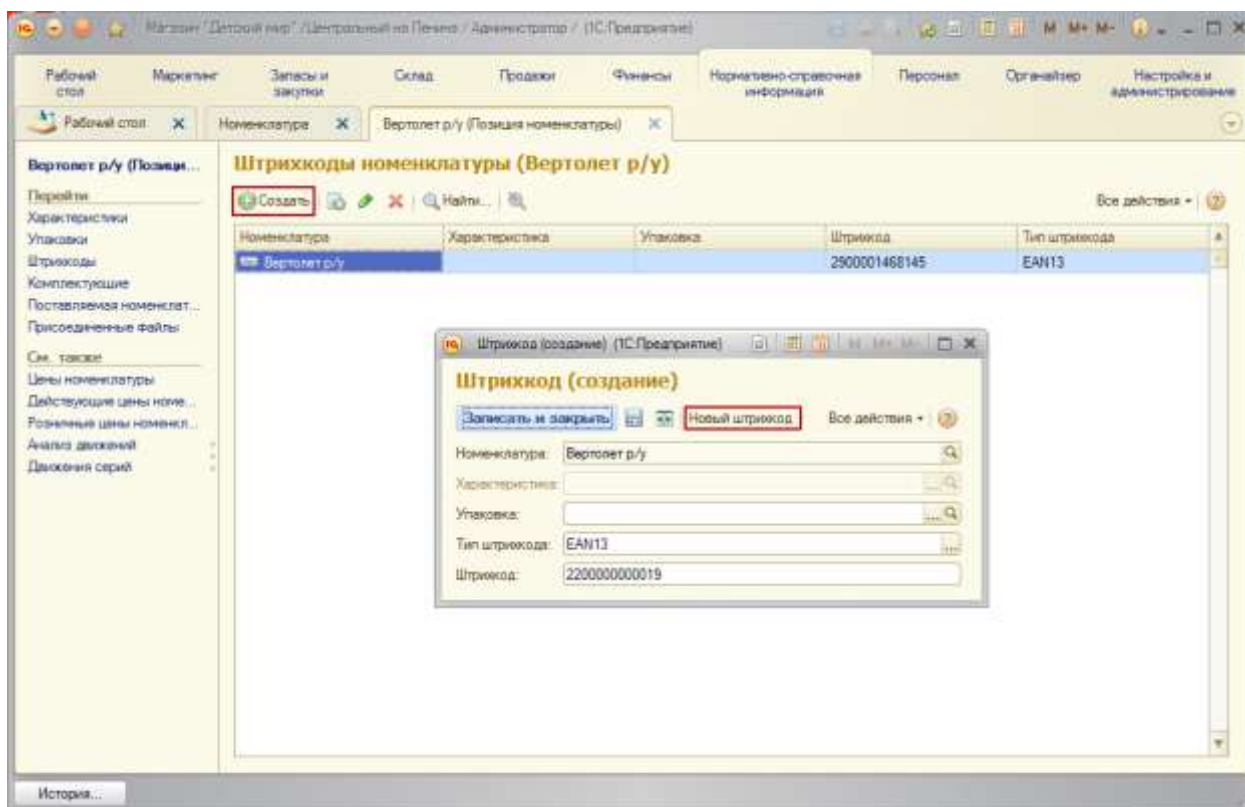 Магазин "Детский мир" /Центральный на Ленина / Администратор / (1С:Предприятие)
M M+ M-
Рабочий стол
Маркетинг
Запасы и закупки
Склад
Продажи
Финансы
Нормативно-справочная информация
Персонал
Органайзер
Настройка и администрирование
Рабочий стол
Номенклатура
Вертолет р/у (Позиция номенклатуры)
Вертолет р/у (Позици...
Перейти
Характеристики
Упаковки
Штрихкоды
Комплектующие
Поставляемая номенклат...
Присоединенные файлы
См. также
Цены номенклатуры
Действующие цены номе...
Розничные цены номенкл...
Анализ движений
Движения серий
Штрихкоды номенклатуры (Вертолет р/у)
Создать
Найти...
Все действия
Номенклатура Характеристика Упаковка Штрихкод Тип штрихкода
Вертолет р/у 2900001468145 EAN13
Штрихкод (создание) (1С:Предприятие)
M M+ M-
Штрихкод (создание)
Записать и закрыть
Новый штрихкод
Все действия
Номенклатура: Вертолет р/у
Характеристика:
Упаковка:
Тип штрихкода: EAN13
Штрихкод: 2200000000019
История...